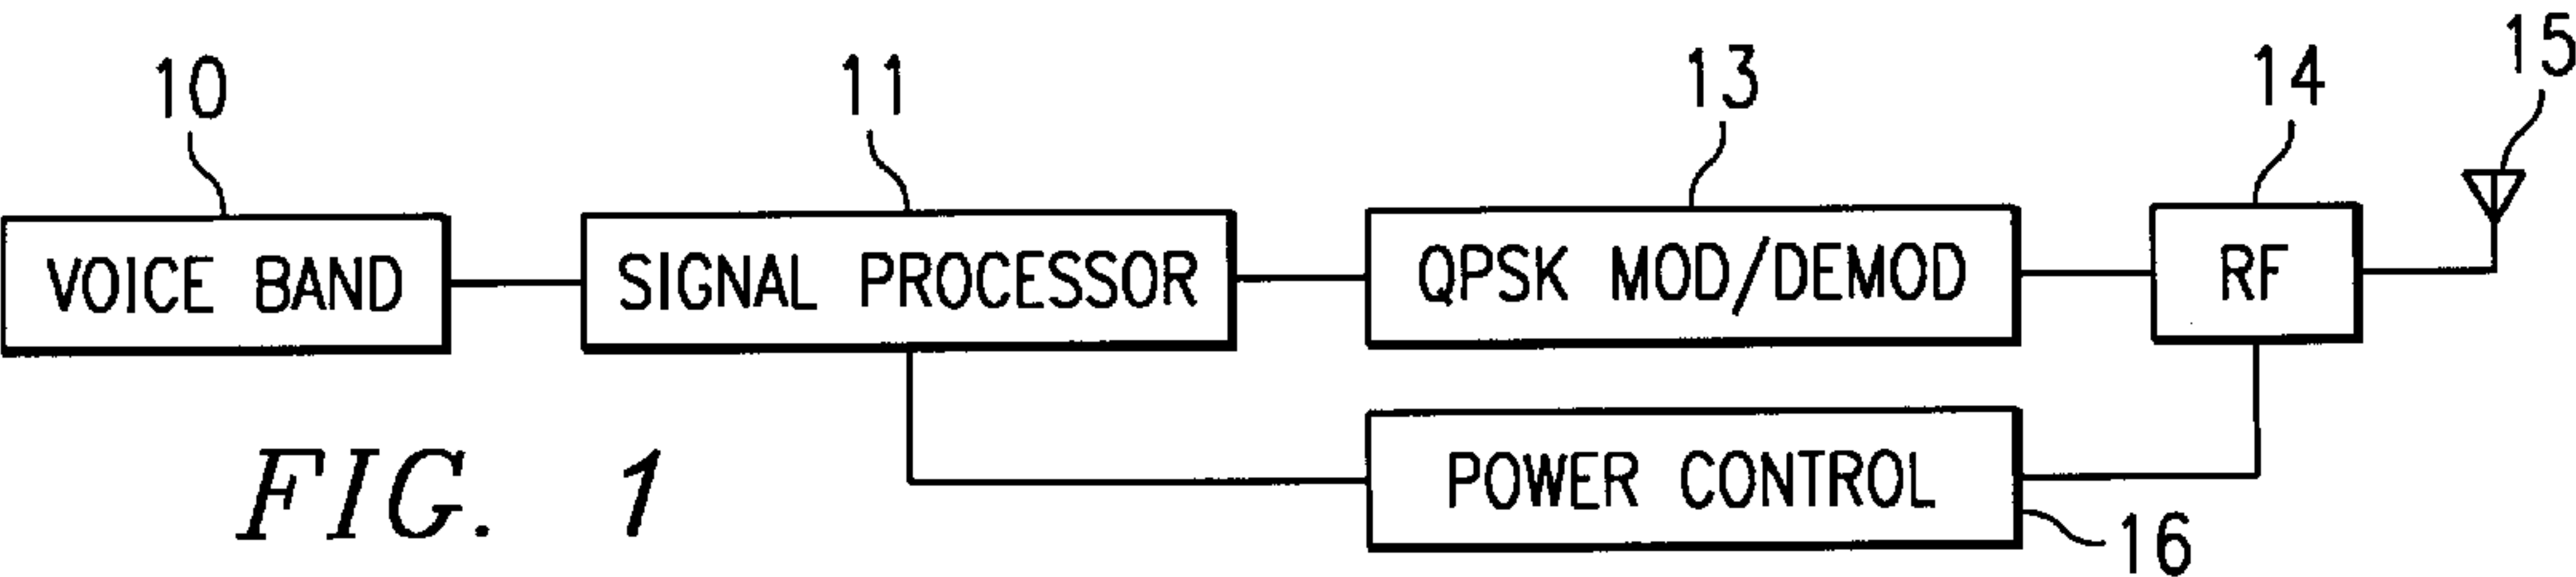 10
11
13
14
15
VOICE BAND
SIGNAL PROCESSOR
QPSK MOD/DEMOD
RF
POWER CONTROL
16
FIG. 1